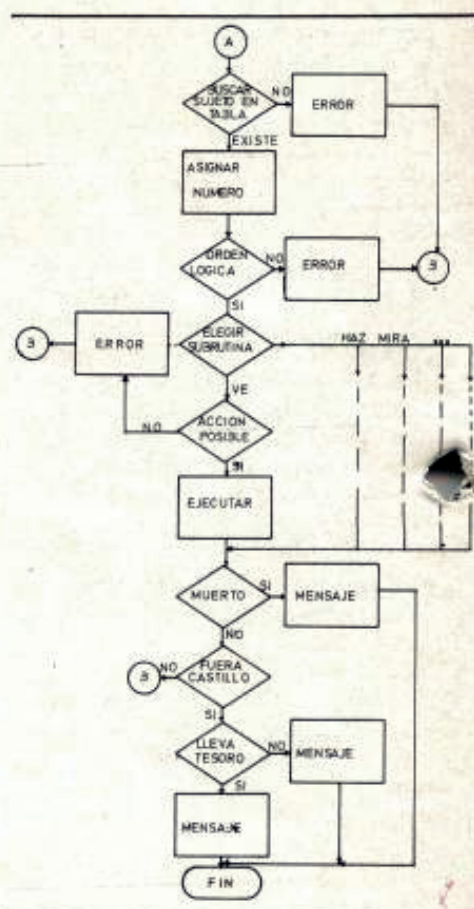 A
BUSCAR
SUJETO EN
TABLA
NO
ERROR
EXISTE
ASIGNAR
NUMERO
ORDEN
LOGICA
NO
ERROR
3
SI
ELEGIR
SUBRUTINA
3
ERROR
HAZ MIRA ...
VE
ACCION
POSIBLE
NO
SI
EJECUTAR
MUERTO
SI
MENSAJE
NO
FUERA
CASTILLO
NO
3
SI
LLEVA
TESORO
NO
MENSAJE
SI
MENSAJE
FIN